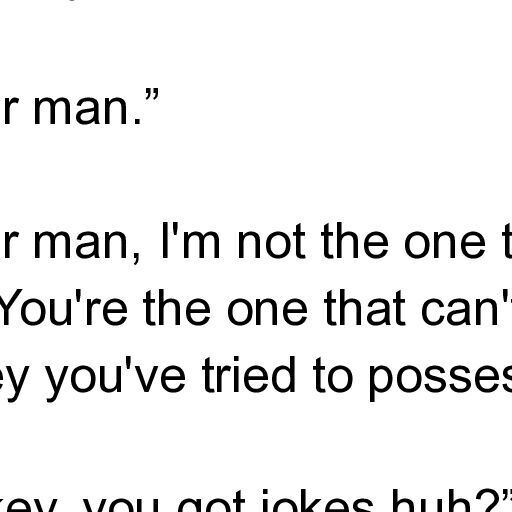 r man.”
r man, I'm not the one t
You're the one that can'
ey you've tried to posses
key, you got jokes huh?”